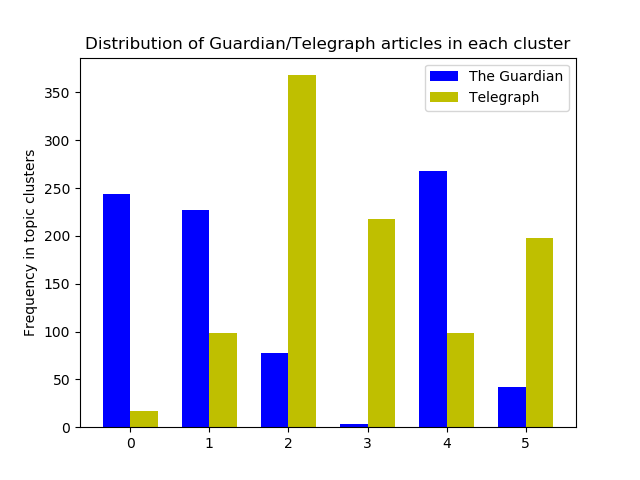 Distribution of Guardian/Telegraph articles in each cluster
The Guardian
Telegraph
Frequency in topic clusters
350
300
250
200
150
100
50
0
0 1 2 3 4 5